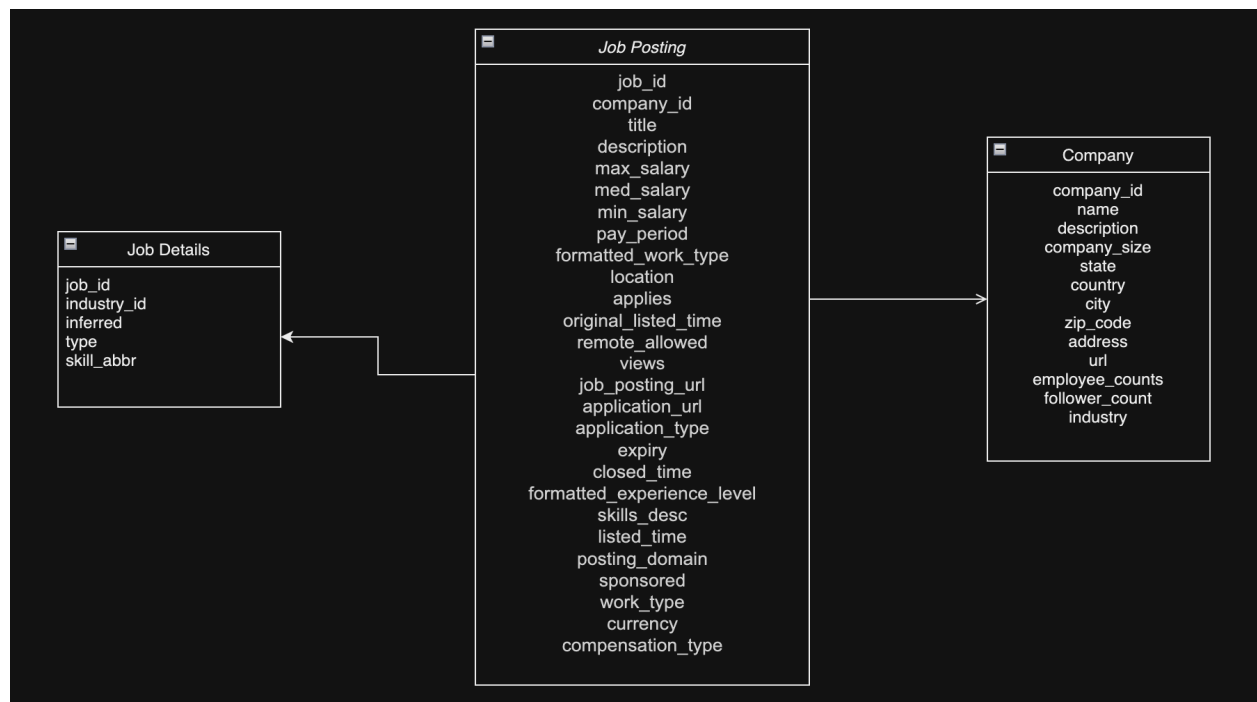 Job Posting
job_id
company_id
title
description
max_salary
med_salary
min_salary
pay_period
formatted_work_type
location
applies
original_listed_time
remote_allowed
views
job_posting_url
application_url
application_type
expiry
closed_time
formatted_experience_level
skills_desc
listed_time
posting_domain
sponsored
work_type
currency
compensation_type
Job Details
job_id
industry_id
inferred
type
skill_abbr
Company
company_id
name
description
company_size
state
country
city
zip_code
address
url
employee_counts
follower_count
industry